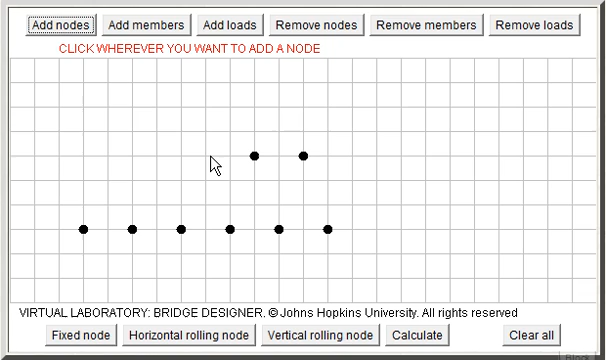 Add nodes Add members Add loads Remove nodes Remove members Remove loads
CLICK WHEREVER YOU WANT TO ADD A NODE
VIRTUAL LABORATORY: BRIDGE DESIGNER. © Johns Hopkins University. All rights reserved
Fixed node Horizontal rolling node Vertical rolling node Calculate Clear all